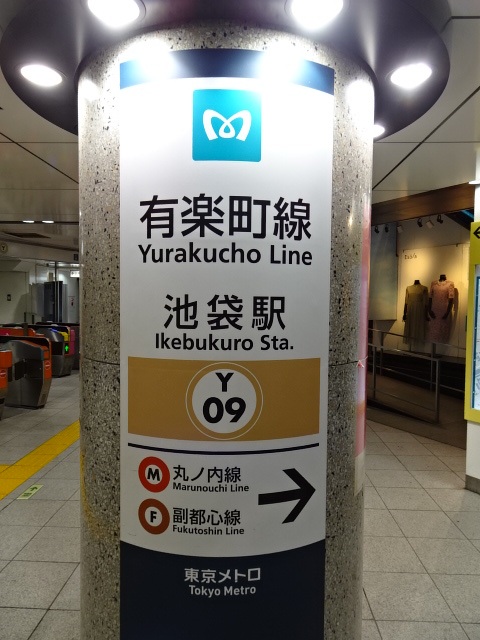 有楽町線
Yurakucho Line
池袋駅
Ikebukuro Sta.
Y
09
M 丸ノ内線
Marunouchi Line
F 副都心線
Fukutoshin Line
東京メトロ
Tokyo Metro